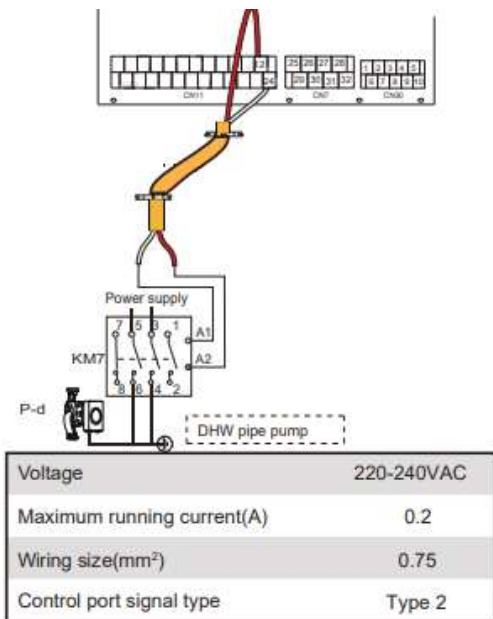 12 25 26 27 28 1 2 3 4 5
24 29 30 31 32 6 7 8 9 10
CN11 CN7 CN30
Power supply
7 5 3 1 A1
KM7 A2
8 6 4 2
P-d
DHW pipe pump
Voltage 220-240VAC
Maximum running current(A) 0.2
Wiring size(mm²) 0.75
Control port signal type Type 2